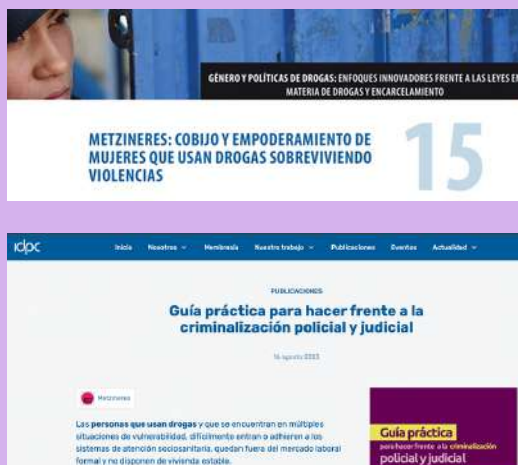 GÉNERO Y POLÍTICAS DE DROGAS: ENFOQUES INNOVADORES FRENTE A LAS LEYES EN
MATERIA DE DROGAS Y ENCARCELAMIENTO
METZINERES: COBIJO Y EMPODERAMIENTO DE
MUJERES QUE USAN DROGAS SOBREVIVIENDO
VIOLENCIAS
15
idpc
Inicio Nosotros Membresía Nuestro trabajo Publicaciones Eventos Actualidad
PUBLICACIONES
Guía práctica para hacer frente a la
criminalización policial y judicial
agosto 2023
Metzineres
Las personas que usan drogas y que se encuentran en múltiples
situaciones de vulnerabilidad, difícilmente entran o adhieren a los
sistemas de atención sociosanitaria, quedan fuera del mercado laboral
formal y no disponen de vivienda estable.
Guía práctica
para hacer frente a la criminalización
policial y judicial